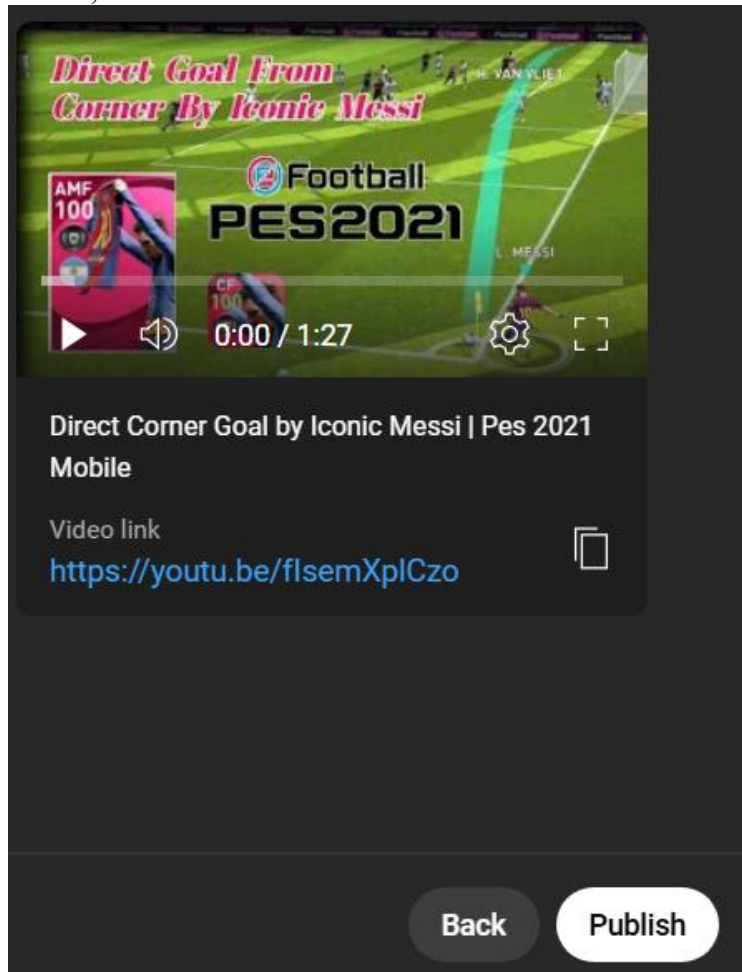 Direct Goal From
Corner By Iconic Messi
H. VAN VLIET
AMF
100
Football
PES2021
L. MESSI
CF
100
0:00 / 1:27
Direct Corner Goal by Iconic Messi | Pes 2021
Mobile
Video link
https://youtu.be/fIsemXplCzo
Back
Publish